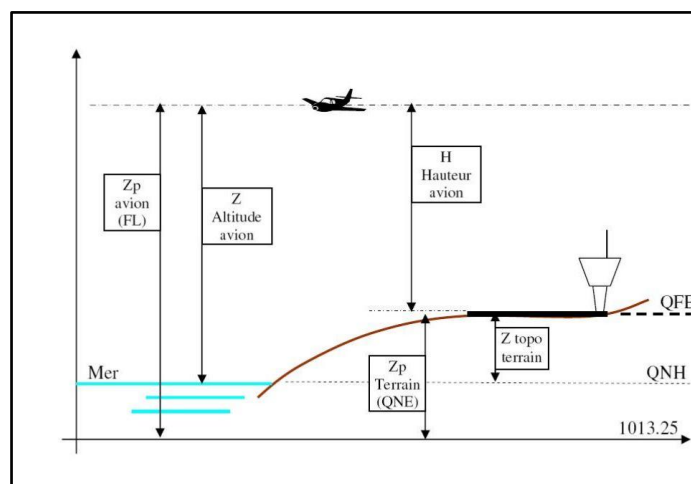 Zp
avion
(FL)
Z
Altitude
avion
H
Hauteur
avion
QFE
Z topo
terrain
Mer
Zp
Terrain
(QNE)
QNH
1013.25